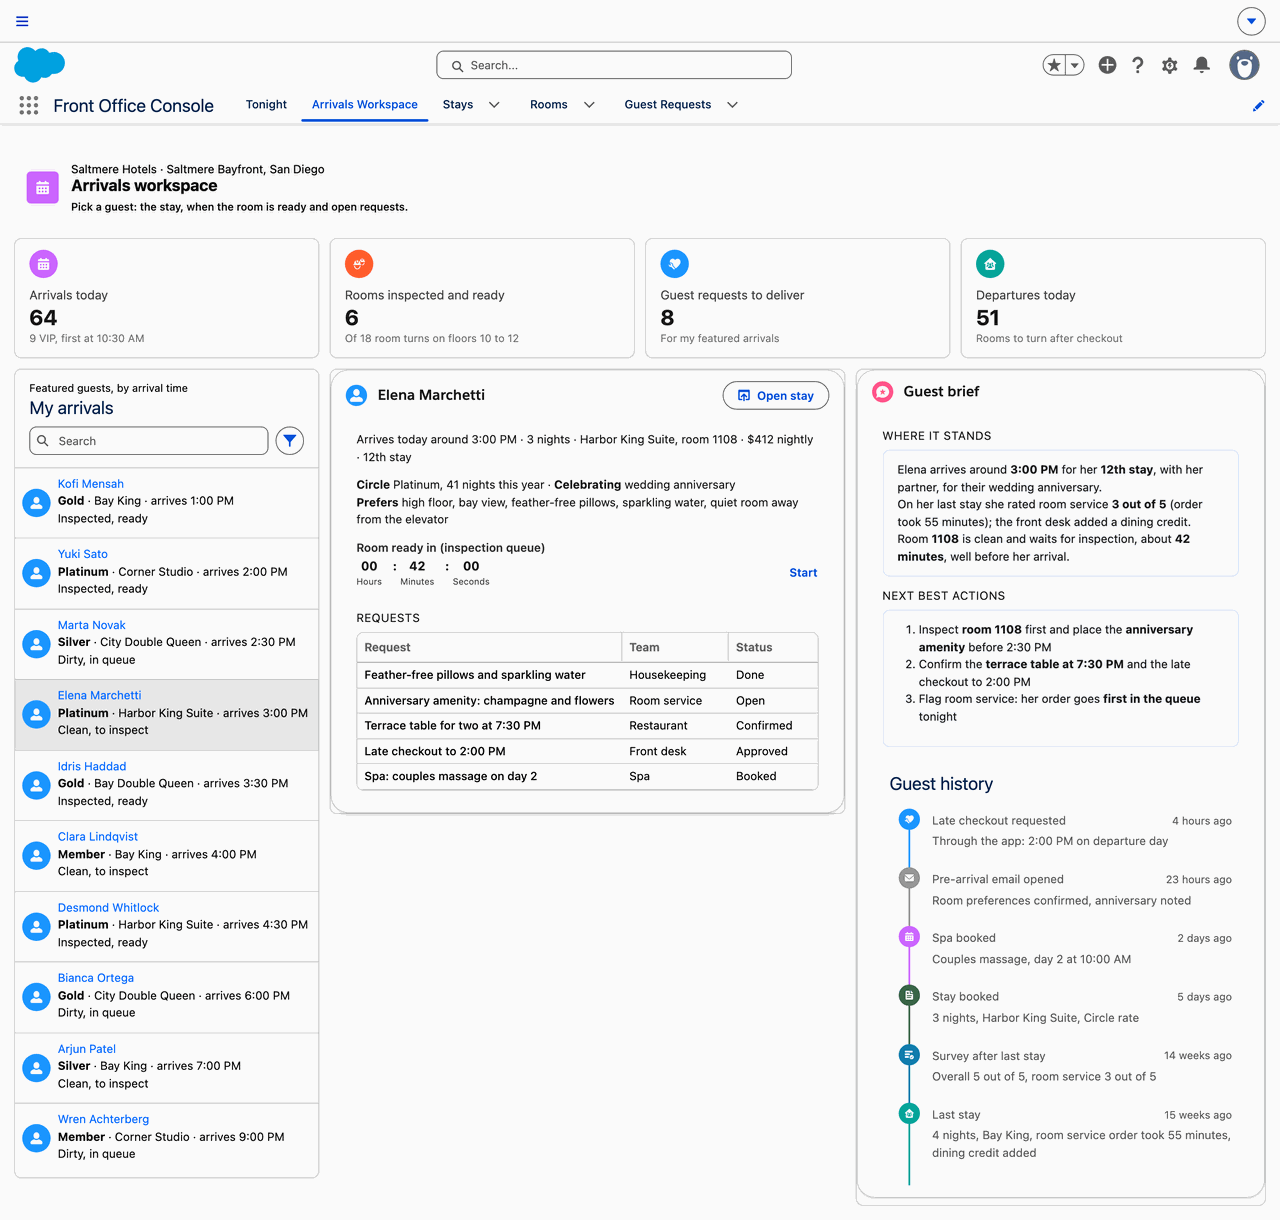 Search...
Front Office Console
Tonight
Arrivals Workspace
Stays
Rooms
Guest Requests
Saltmere Hotels · Saltmere Bayfront, San Diego
Arrivals workspace
Pick a guest: the stay, when the room is ready and open requests.
Arrivals today
64
9 VIP, first at 10:30 AM
Rooms inspected and ready
6
Of 18 room turns on floors 10 to 12
Guest requests to deliver
8
For my featured arrivals
Departures today
51
Rooms to turn after checkout
Featured guests, by arrival time
My arrivals
Search
Kofi Mensah
Gold · Bay King · arrives 1:00 PM
Inspected, ready
Yuki Sato
Platinum · Corner Studio · arrives 2:00 PM
Inspected, ready
Marta Novak
Silver · City Double Queen · arrives 2:30 PM
Dirty, in queue
Elena Marchetti
Platinum · Harbor King Suite · arrives 3:00 PM
Clean, to inspect
Idris Haddad
Gold · Bay Double Queen · arrives 3:30 PM
Inspected, ready
Clara Lindqvist
Member · Bay King · arrives 4:00 PM
Clean, to inspect
Desmond Whitlock
Platinum · Harbor King Suite · arrives 4:30 PM
Inspected, ready
Bianca Ortega
Gold · City Double Queen · arrives 6:00 PM
Dirty, in queue
Arjun Patel
Silver · Bay King · arrives 7:00 PM
Clean, to inspect
Wren Achterberg
Member · Corner Studio · arrives 9:00 PM
Dirty, in queue
Elena Marchetti
Open stay
Arrives today around 3:00 PM · 3 nights · Harbor King Suite, room 1108 · $412 nightly
· 12th stay
Circle Platinum, 41 nights this year · Celebrating wedding anniversary
Prefers high floor, bay view, feather-free pillows, sparkling water, quiet room away
from the elevator
Room ready in (inspection queue)
00 : 42 : 00
Hours Minutes Seconds
Start
REQUESTS
Request Team Status
Feather-free pillows and sparkling water Housekeeping Done
Anniversary amenity: champagne and flowers Room service Open
Terrace table for two at 7:30 PM Restaurant Confirmed
Late checkout to 2:00 PM Front desk Approved
Spa: couples massage on day 2 Spa Booked
Guest brief
WHERE IT STANDS
Elena arrives around 3:00 PM for her 12th stay, with her
partner, for their wedding anniversary.
On her last stay she rated room service 3 out of 5 (order
took 55 minutes); the front desk added a dining credit.
Room 1108 is clean and waits for inspection, about 42
minutes, well before her arrival.
NEXT BEST ACTIONS
1. Inspect room 1108 first and place the anniversary
amenity before 2:30 PM
2. Confirm the terrace table at 7:30 PM and the late
checkout to 2:00 PM
3. Flag room service: her order goes first in the queue
tonight
Guest history
Late checkout requested 4 hours ago
Through the app: 2:00 PM on departure day
Pre-arrival email opened 23 hours ago
Room preferences confirmed, anniversary noted
Spa booked 2 days ago
Couples massage, day 2 at 10:00 AM
Stay booked 5 days ago
3 nights, Harbor King Suite, Circle rate
Survey after last stay 14 weeks ago
Overall 5 out of 5, room service 3 out of 5
Last stay 15 weeks ago
4 nights, Bay King, room service order took 55 minutes,
dining credit added